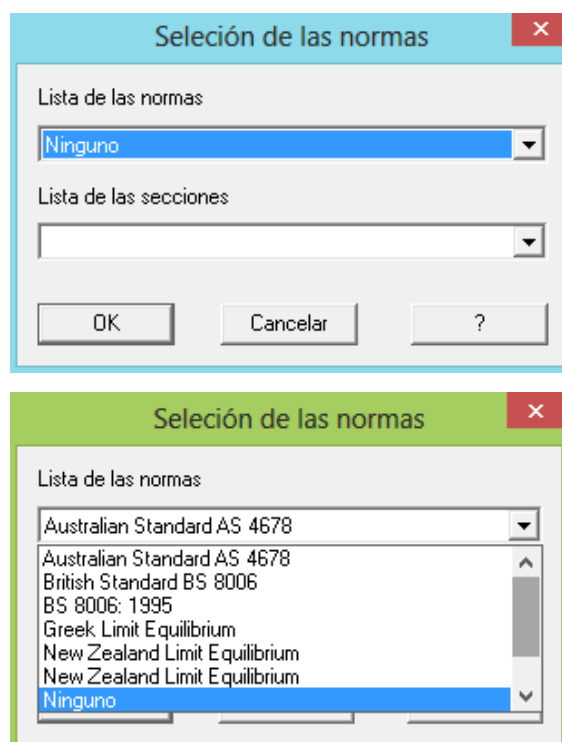 Seleción de las normas
Lista de las normas
Ninguno
Lista de las secciones
OK Cancelar ?
Seleción de las normas
Lista de las normas
Australian Standard AS 4678
Australian Standard AS 4678
British Standard BS 8006
BS 8006: 1995
Greek Limit Equilibrium
New Zealand Limit Equilibrium
New Zealand Limit Equilibrium
Ninguno